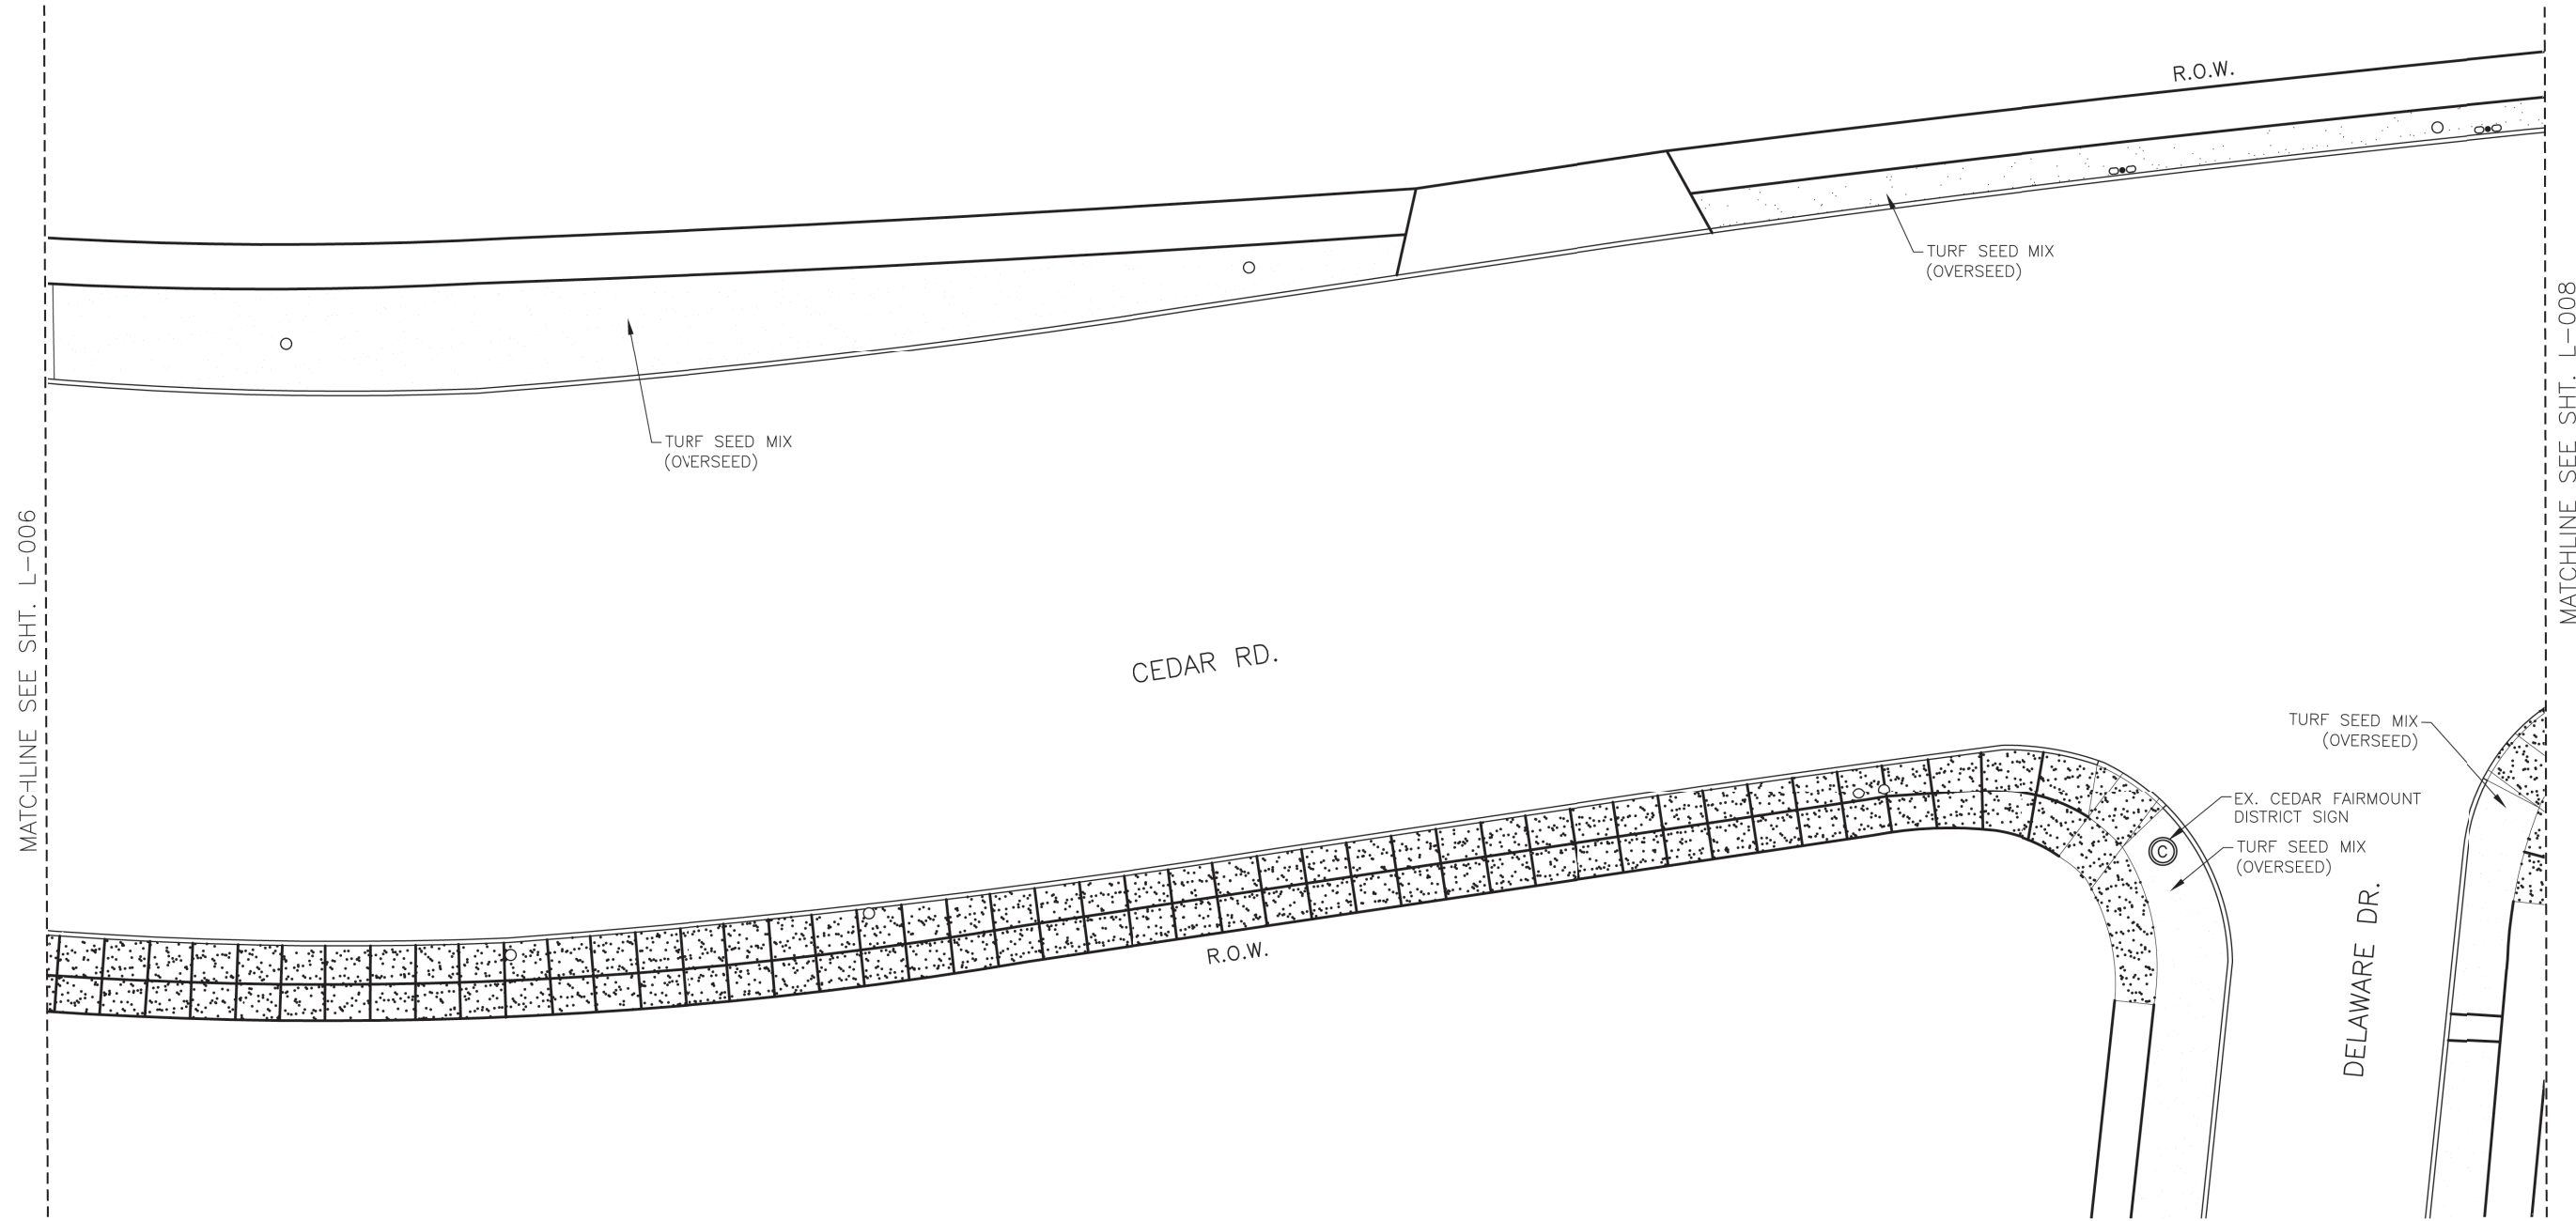 R.O.W.
TURF SEED MIX
(OVERSEED)
TURF SEED MIX
(OVERSEED)
MATCHLINE SEE SHT. L-006
MATCHLINE SEE SHT. L-008
CEDAR RD.
TURF SEED MIX
(OVERSEED)
EX. CEDAR FAIRMOUNT
DISTRICT SIGN
C
TURF SEED MIX
(OVERSEED)
R.O.W.
DELAWARE DR.